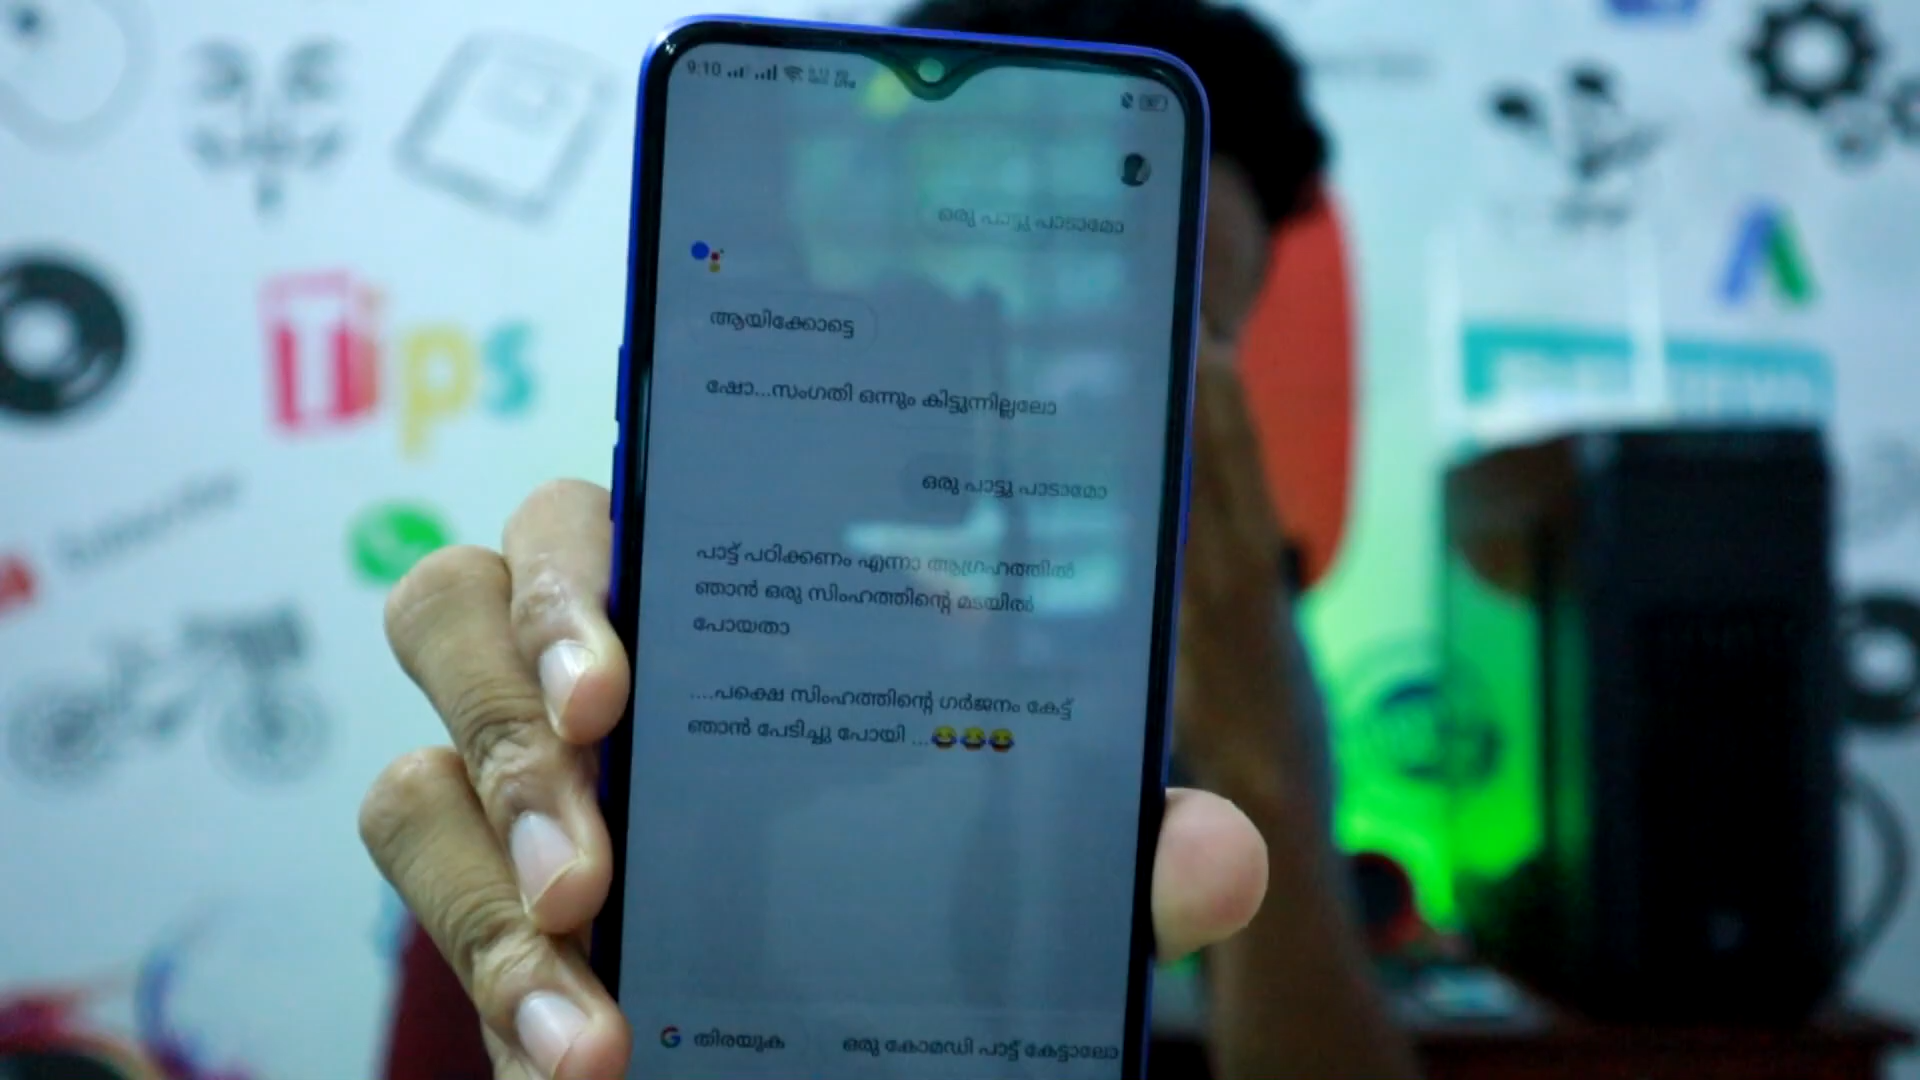 9:10
ഒരു പാട്ടു പാടാമോ
ആയിക്കോട്ടെ
ഷോ...സംഗതി ഒന്നും കിട്ടുന്നില്ലലോ
ഒരു പാട്ടു പാടാമോ
പാട്ട് പഠിക്കണം എന്നാ ആഗ്രഹത്തിൽ
ഞാൻ ഒരു സിംഹത്തിന്റെ മടയിൽ
പോയതാ
....പക്ഷെ സിംഹത്തിന്റെ ഗർജനം കേട്ട്
ഞാൻ പേടിച്ചു പോയി ...😂😂😂
G തിരയുക
ഒരു കോമഡി പാട്ട് കേട്ടാലോ
Tips
Subscribe